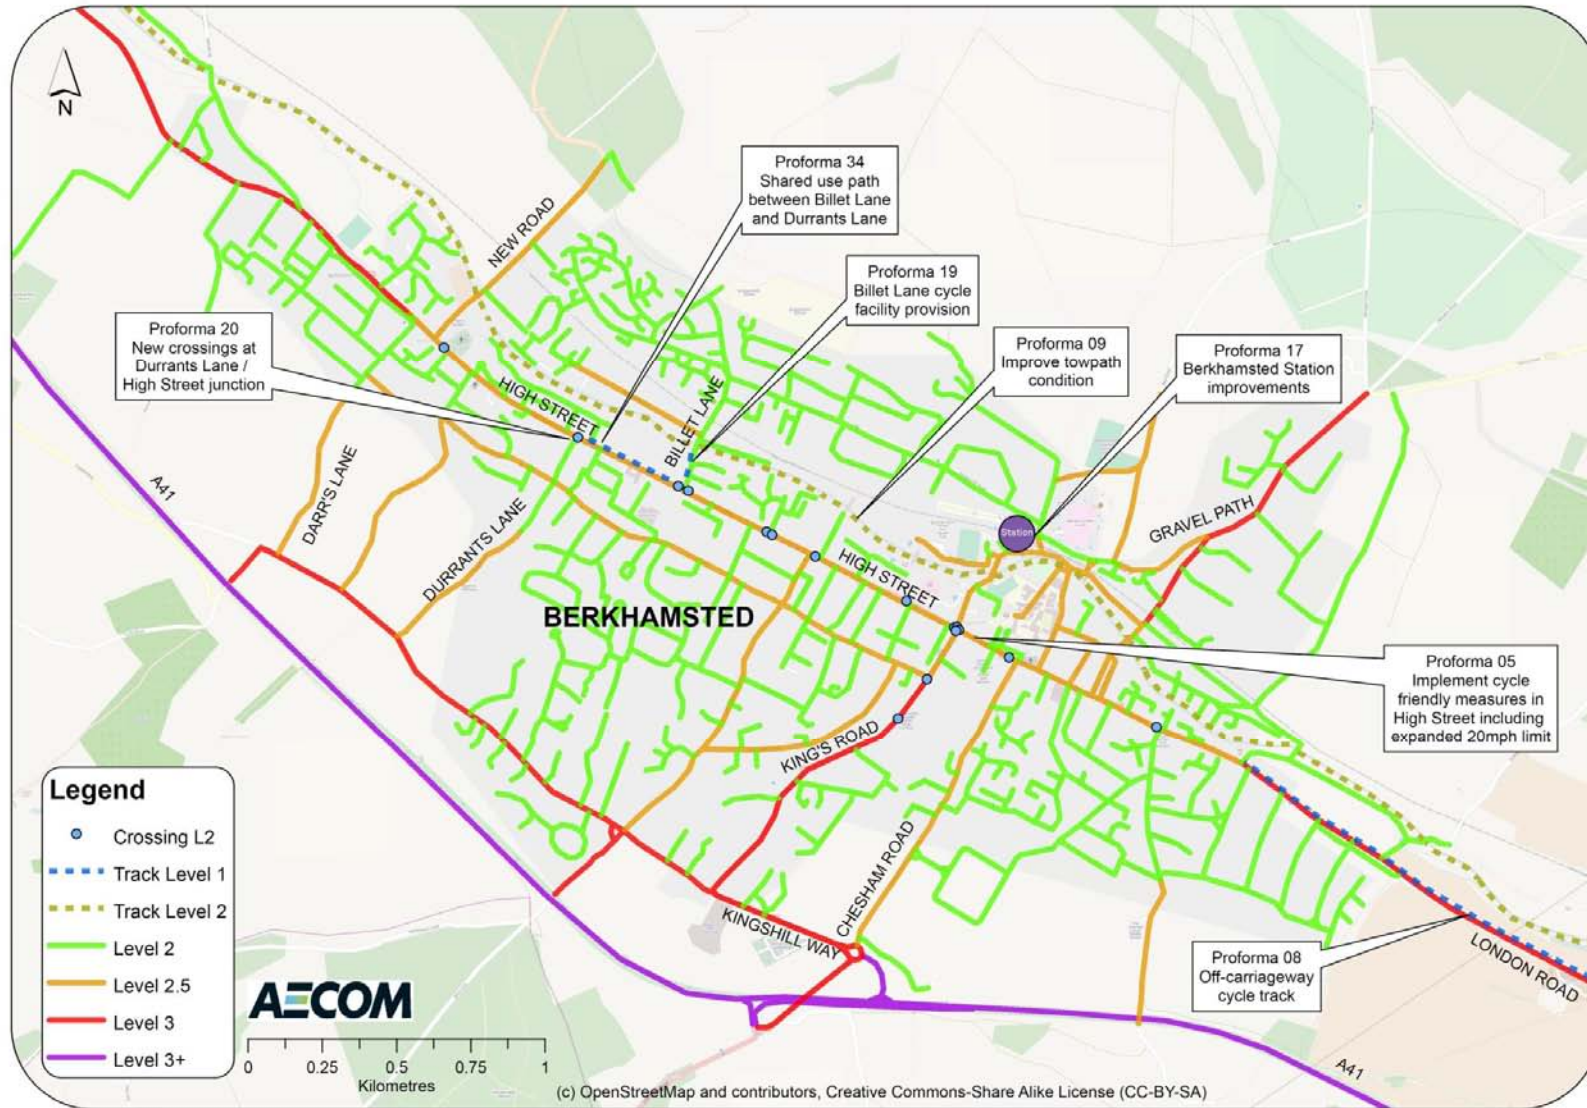 N
NEW ROAD
Proforma 34
Shared use path
between Billet Lane
and Durrants Lane
Proforma 19
Billet Lane cycle
facility provision
Proforma 20
New crossings at
Durrants Lane /
High Street junction
Proforma 09
Improve towpath
condition
Proforma 17
Berkhamsted Station
improvements
HIGH STREET
BILLET LANE
DARR'S LANE
A41
DURRANTS LANE
Station
GRAVEL PATH
HIGH STREET
BERKHAMSTED
Proforma 05
Implement cycle
friendly measures in
High Street including
expanded 20mph limit
KING'S ROAD
CHESHAM ROAD
KINGSHILL WAY
Proforma 08
Off-carriageway
cycle track
LONDON ROAD
A41
Legend
Crossing L2
Track Level 1
Track Level 2
Level 2
Level 2.5
Level 3
Level 3+
AECOM
0 0.25 0.5 0.75 1
Kilometres
(c) OpenStreetMap and contributors, Creative Commons-Share Alike License (CC-BY-SA)